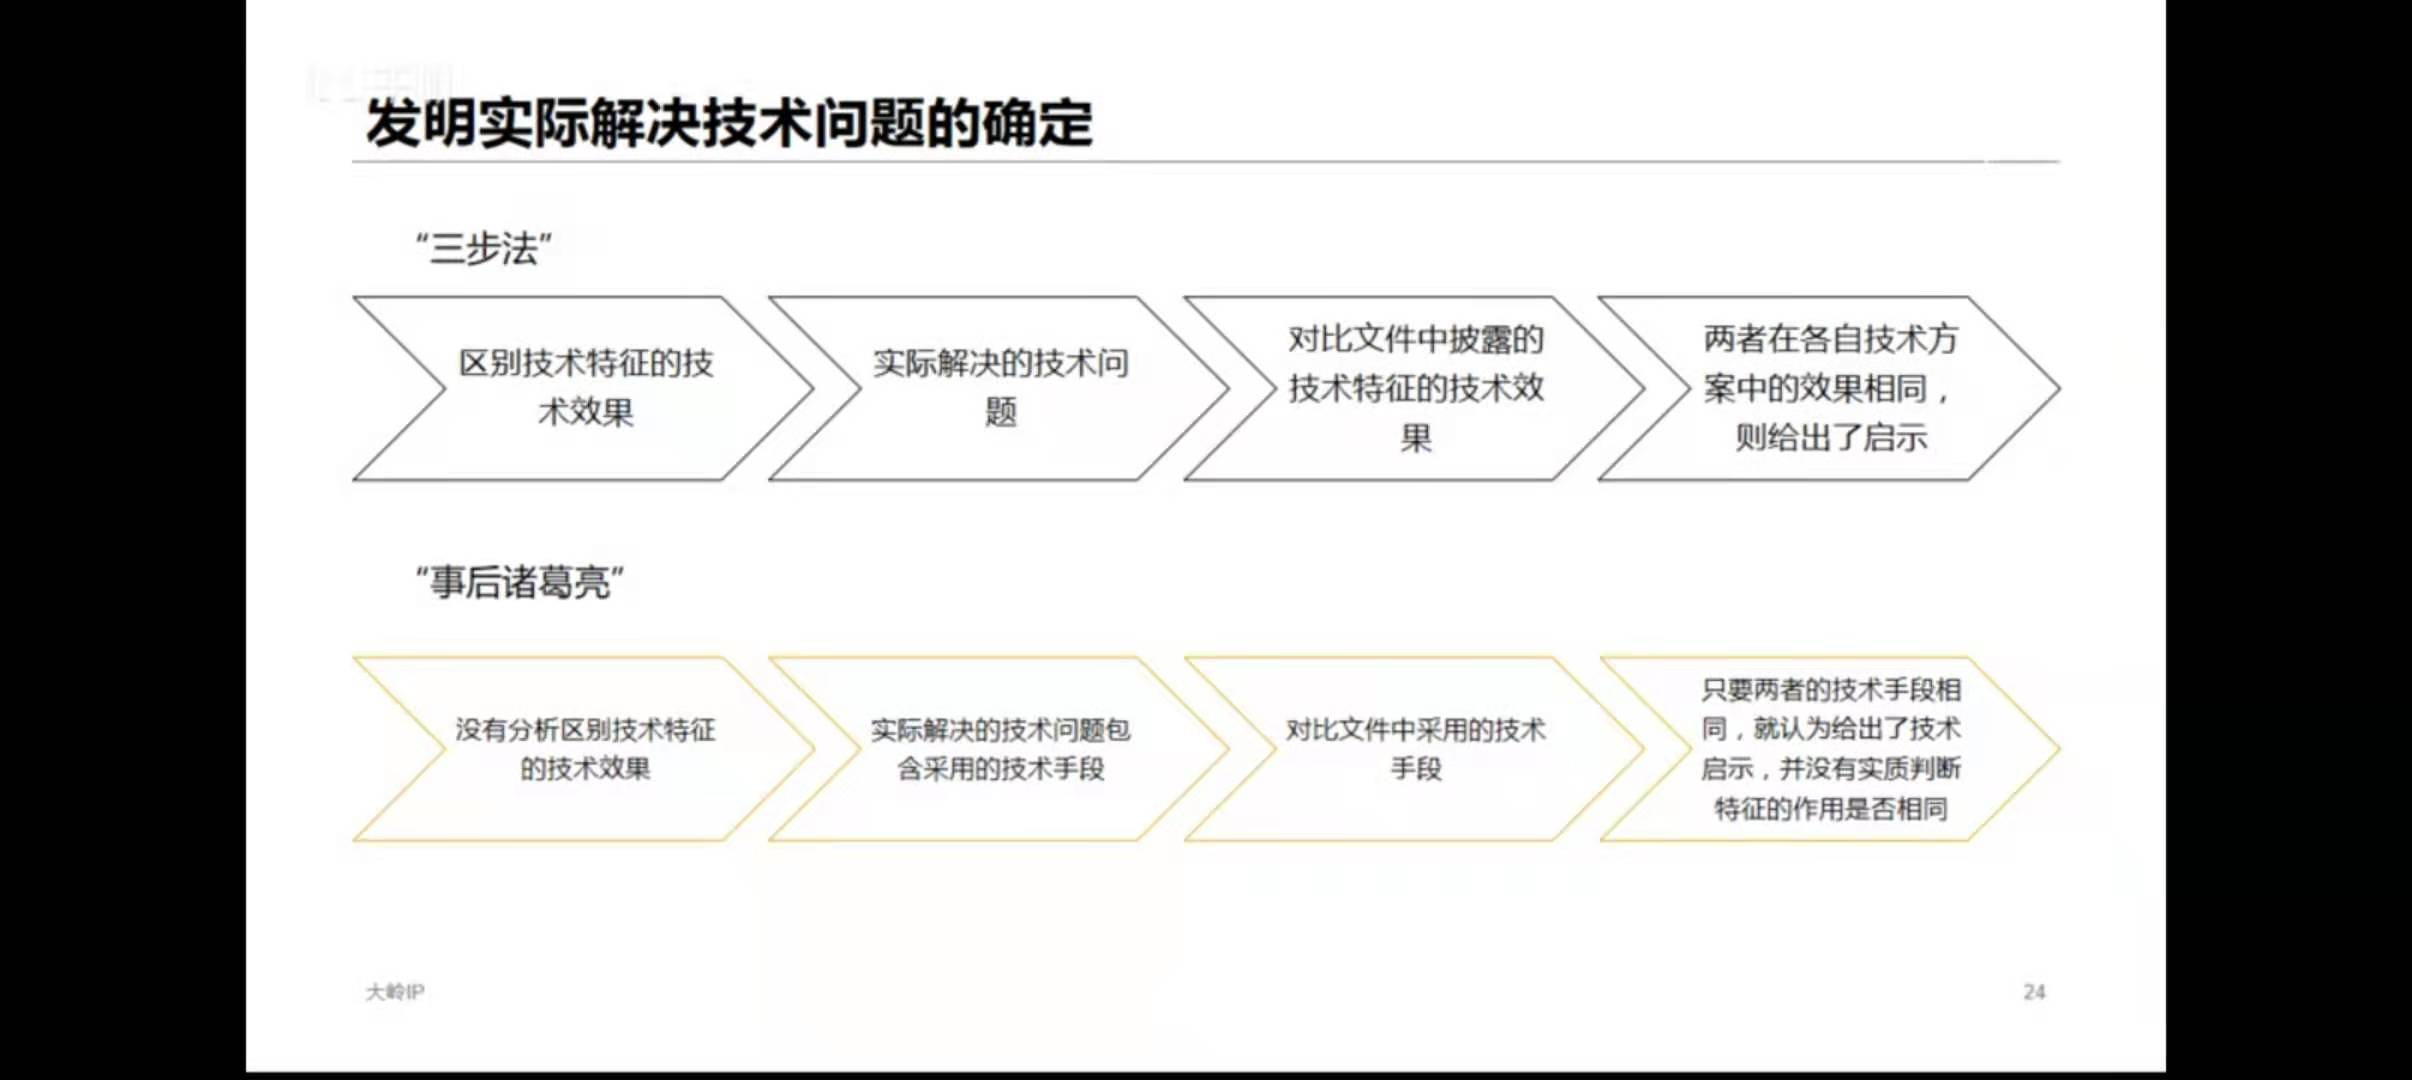 发明实际解决技术问题的确定
“三步法”
区别技术特征的技
术效果
实际解决的技术问
题
对比文件中披露的
技术特征的技术效
果
两者在各自技术方
案中的效果相同，
则给出了启示
“事后诸葛亮”
没有分析区别技术特征
的技术效果
实际解决的技术问题包
含采用的技术手段
对比文件中采用的技术
手段
只要两者的技术手段相
同，就认为给出了技术
启示，并没有实质判断
特征的作用是否相同
大岭IP
24